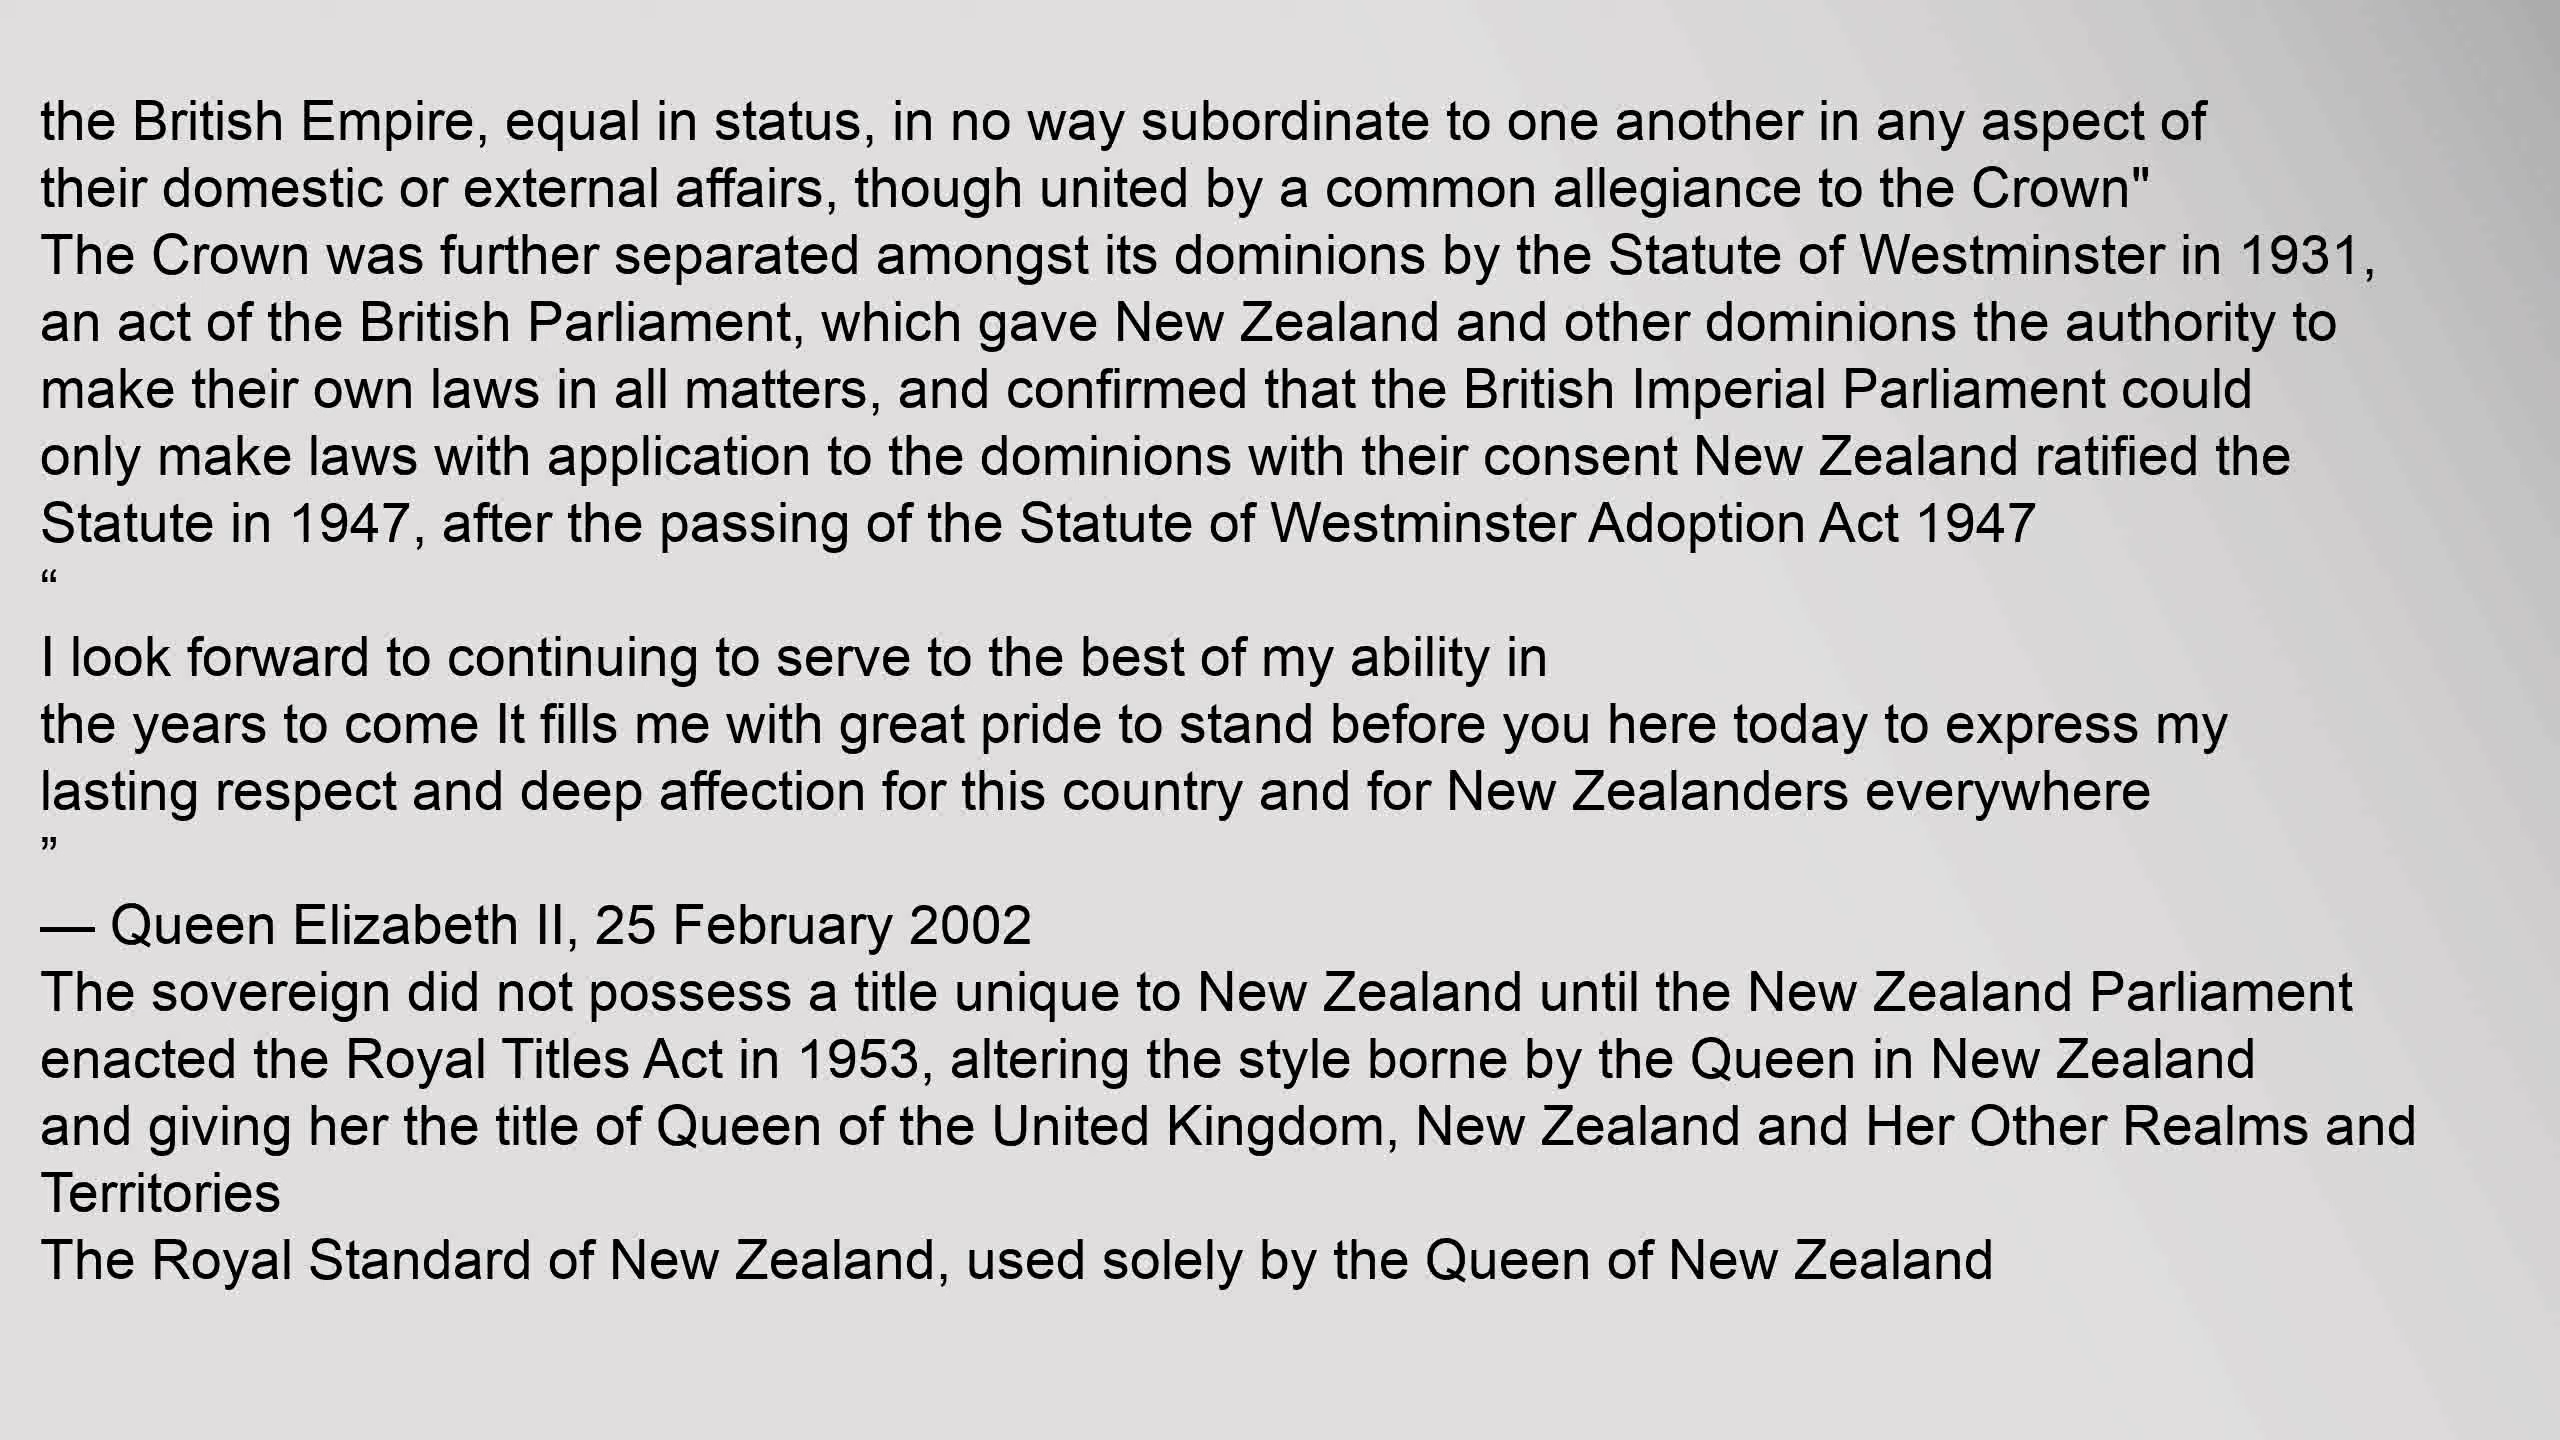 the British Empire, equal in status, in no way subordinate to one another in any aspect of
their domestic or external affairs, though united by a common allegiance to the Crown"
The Crown was further separated amongst its dominions by the Statute of Westminster in 1931,
an act of the British Parliament, which gave New Zealand and other dominions the authority to
make their own laws in all matters, and confirmed that the British Imperial Parliament could
only make laws with application to the dominions with their consent New Zealand ratified the
Statute in 1947, after the passing of the Statute of Westminster Adoption Act 1947
“
I look forward to continuing to serve to the best of my ability in
the years to come It fills me with great pride to stand before you here today to express my
lasting respect and deep affection for this country and for New Zealanders everywhere
”
— Queen Elizabeth II, 25 February 2002
The sovereign did not possess a title unique to New Zealand until the New Zealand Parliament
enacted the Royal Titles Act in 1953, altering the style borne by the Queen in New Zealand
and giving her the title of Queen of the United Kingdom, New Zealand and Her Other Realms and
Territories
The Royal Standard of New Zealand, used solely by the Queen of New Zealand